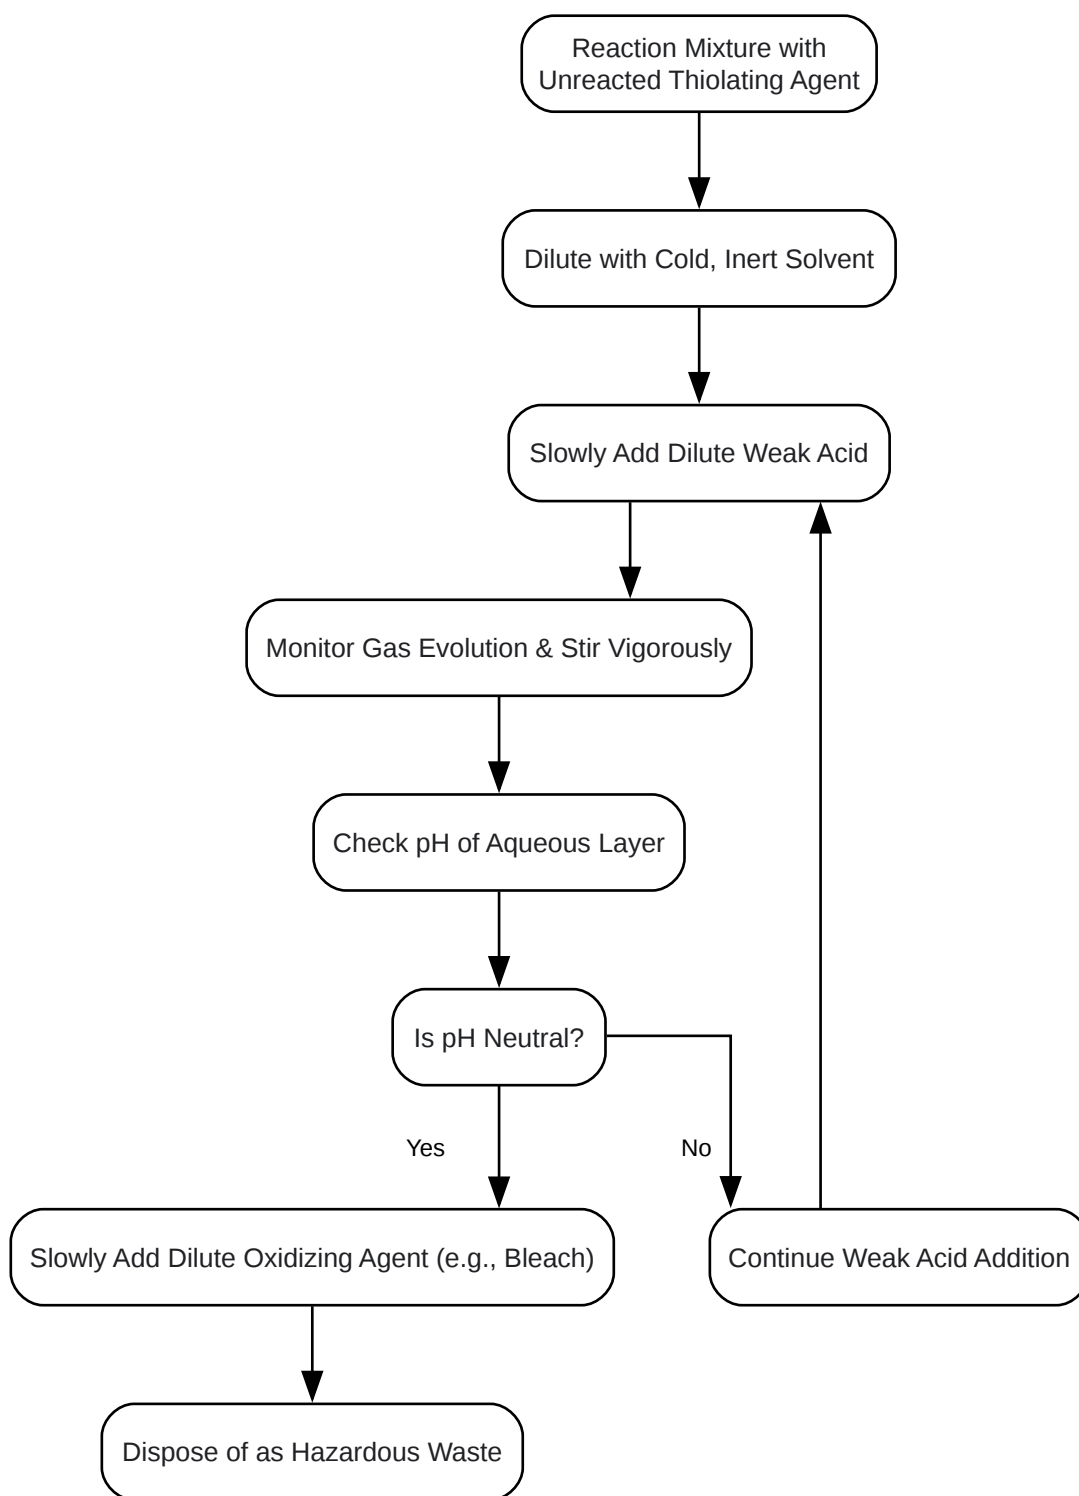 Reaction Mixture with
Unreacted Thiolating Agent
Dilute with Cold, Inert Solvent
Slowly Add Dilute Weak Acid
Monitor Gas Evolution & Stir Vigorously
Check pH of Aqueous Layer
Is pH Neutral?
Yes
No
Slowly Add Dilute Oxidizing Agent (e.g., Bleach)
Continue Weak Acid Addition
Dispose of as Hazardous Waste